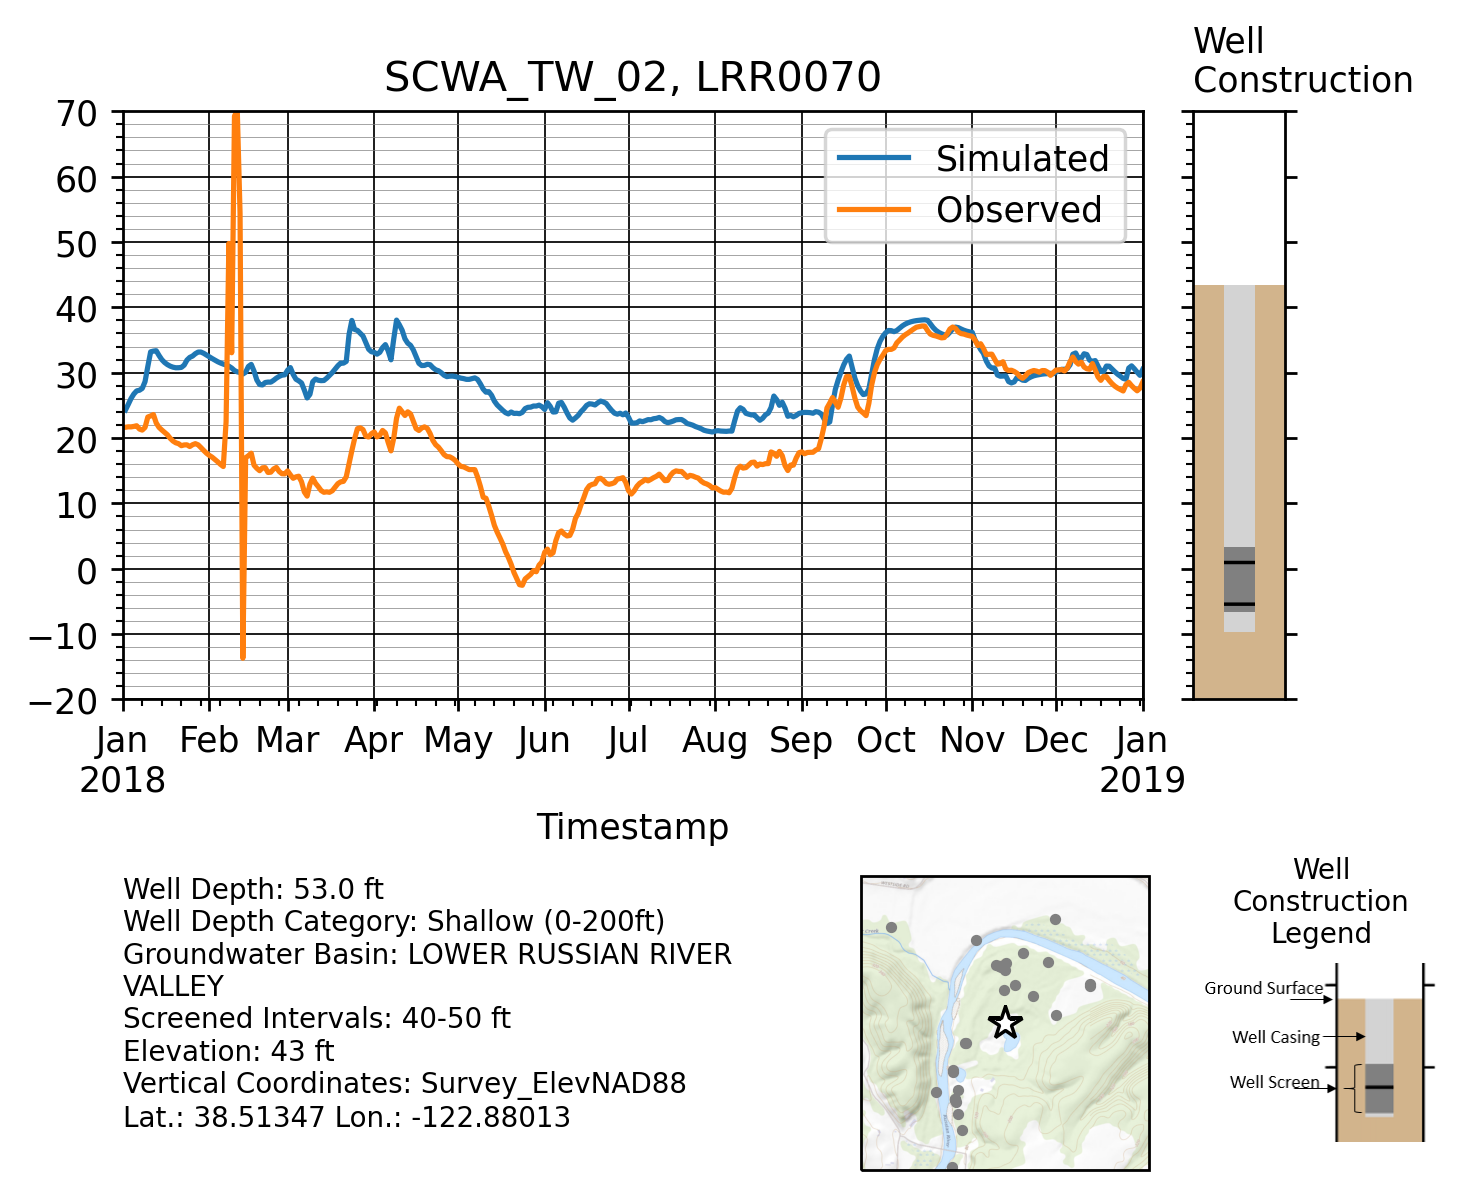 Well
Construction
SCWA_TW_02, LRR0070
70
60
50
40
30
20
10
0
−10
−20
Simulated
Observed
Jan Feb Mar Apr May Jun Jul Aug Sep Oct Nov Dec Jan
2018 2019
Timestamp
Well Depth: 53.0 ft
Well Depth Category: Shallow (0-200ft)
Groundwater Basin: LOWER RUSSIAN RIVER
VALLEY
Screened Intervals: 40-50 ft
Elevation: 43 ft
Vertical Coordinates: Survey_ElevNAD88
Lat.: 38.51347 Lon.: -122.88013
Well
Construction
Legend
Ground Surface
Well Casing
Well Screen